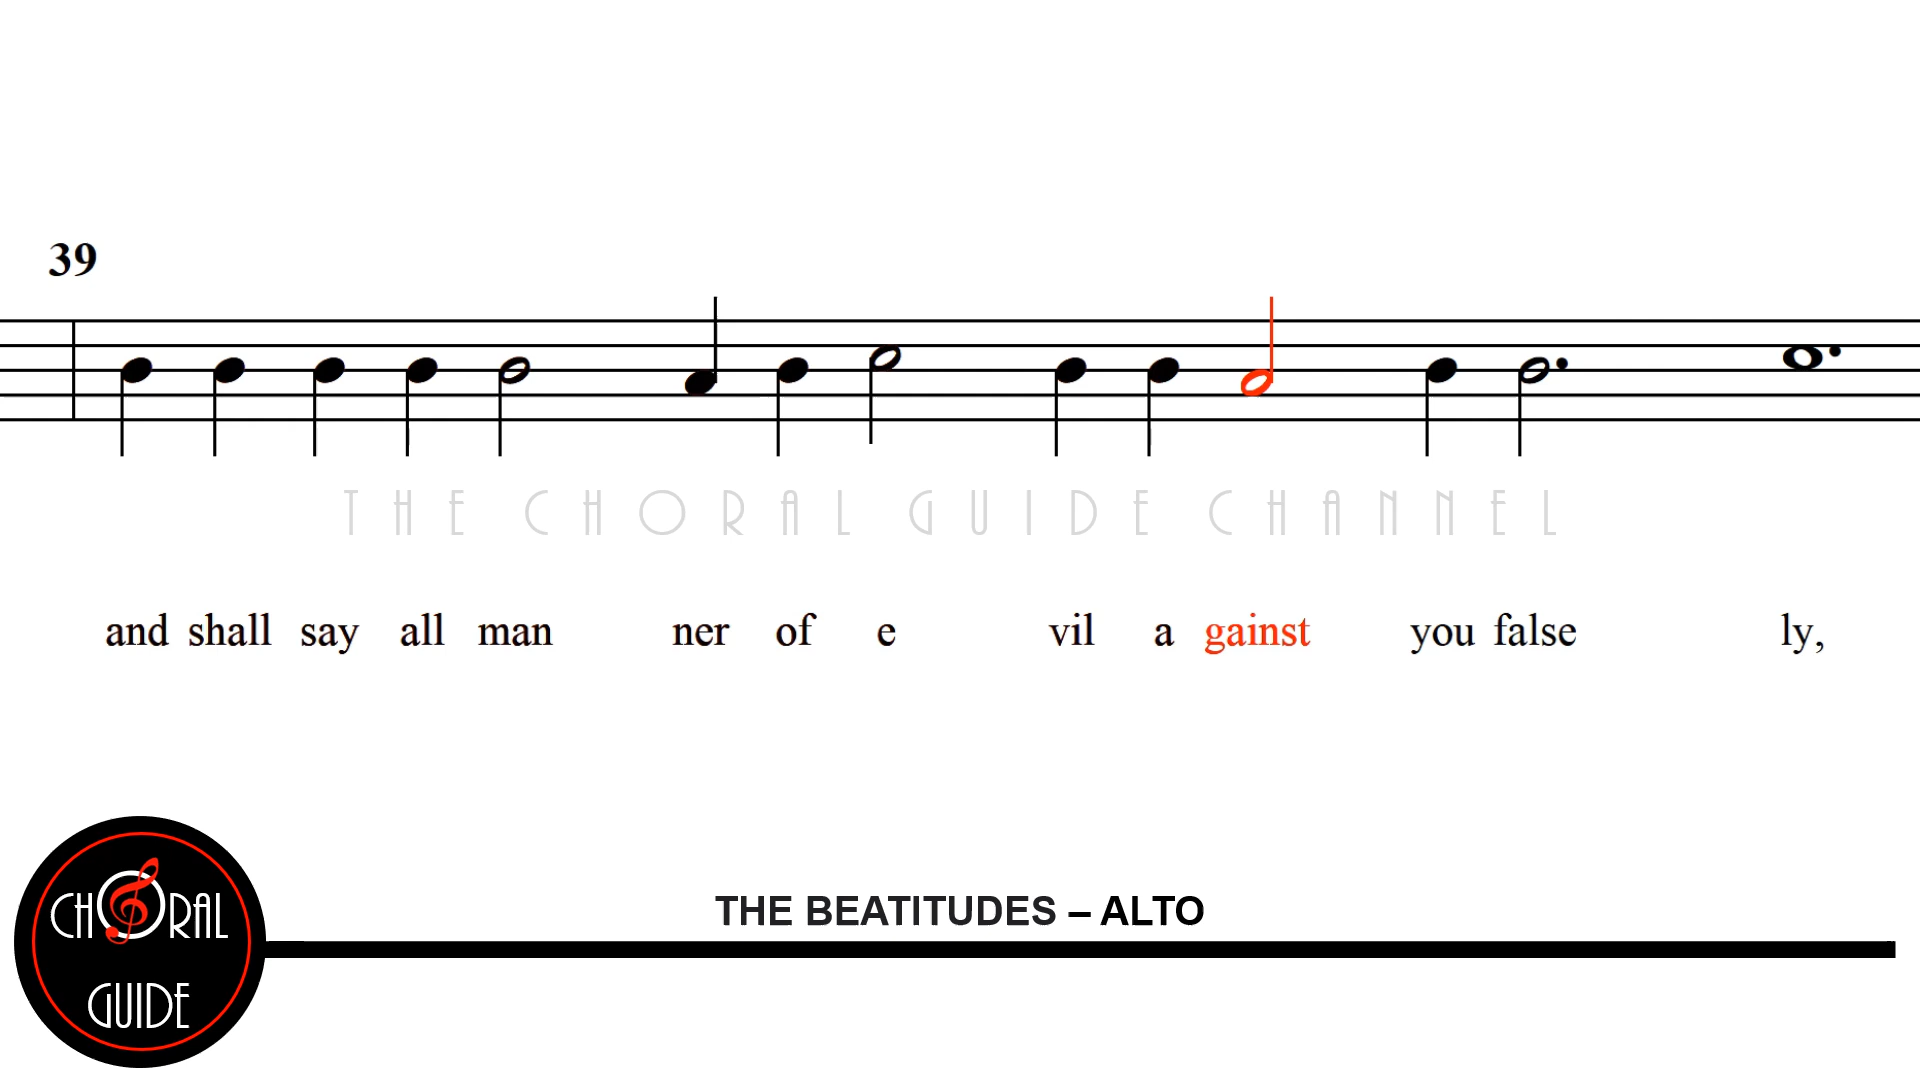 39
THE CHORAL GUIDE CHANNEL
and shall say all man ner of e vil a gainst you false ly,
THE BEATITUDES – ALTO
CHORAL
GUIDE